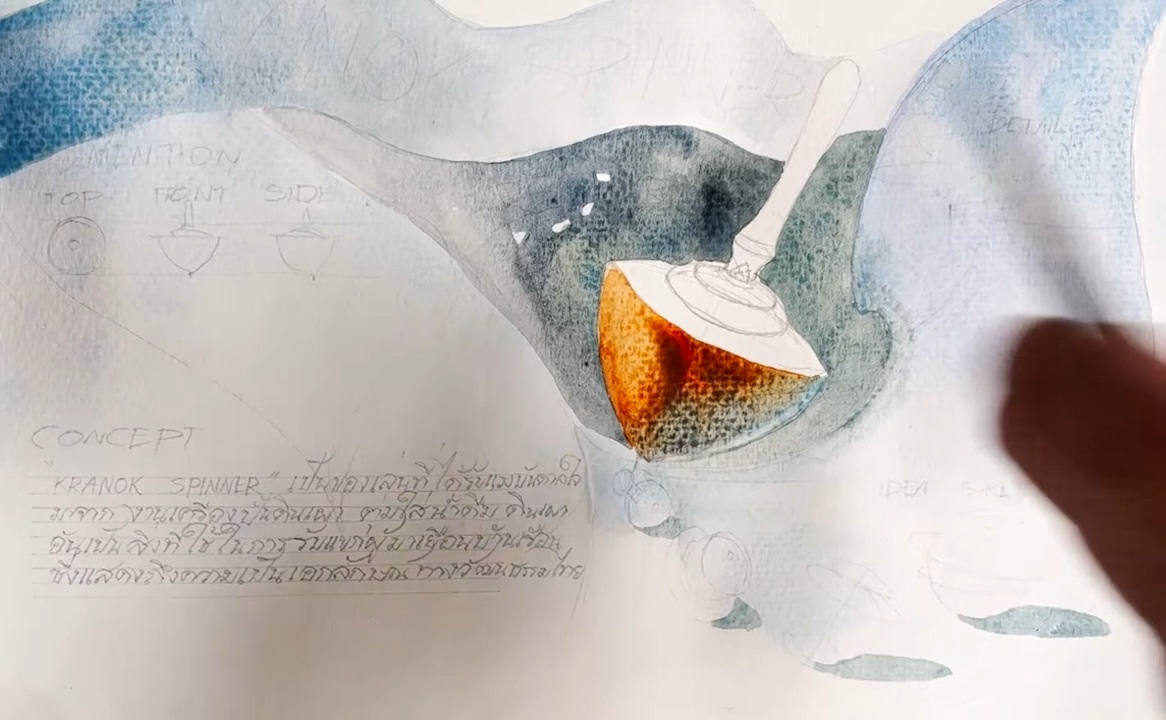 DETAILS
DIMENTION
TOP FRONT SIDE
CONCEPT
"KRANOK SPINNER" เป็นของเล่นที่ได้รับแรงบันดาลใจ
มาจาก งานเครื่องปั้นดินเผา ตุ่มใส่น้ำดื่ม ดินเผา
อันเป็นสิ่งที่ใช้ในการรับแขกผู้มาเยือนบ้านเรือน
ซึ่งแสดงถึงความเป็นเอกลักษณ์ ทางวัฒนธรรมไทย
IDEA